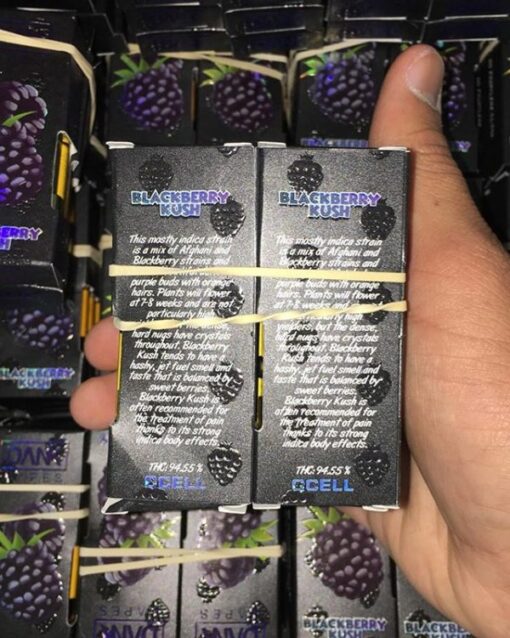 BLACKBERRY
KUSH
This mostly indica strain
is a mix of Afghani and
Blackberry strains and
purple buds with orange
hairs. Plants will flower
at 7-8 weeks and are not
particularly high
the dense,
hard nugs have crystals
throughout. Blackberry
Kush tends to have a
hashy, jet fuel smell and
taste that is balanced by
sweet berries.
Blackberry Kush is
often recommended for
the treatment of pain
thanks to its strong
indica body effects.
THC: 94.55 %
CCELL
BLACKBERRY
KUSH
This mostly indica strain
is a mix of Afghani and
Blackberry strains and
purple buds with orange
hairs. Plants will flower
at 7-8 weeks and
high
yielders, but the dense,
hard nugs have crystals
throughout. Blackberry
Kush tends to have a
hashy, jet fuel smell and
taste that is balanced by
sweet berries.
Blackberry Kush is
often recommended for
the treatment of pain
thanks to its strong
indica body effects.
THC: 94.55 %
CCELL
BLACKBERRY
KUSH
DANK
VAPES
BLACKBERRY
KUSH
BLACKBERRY
KUSH